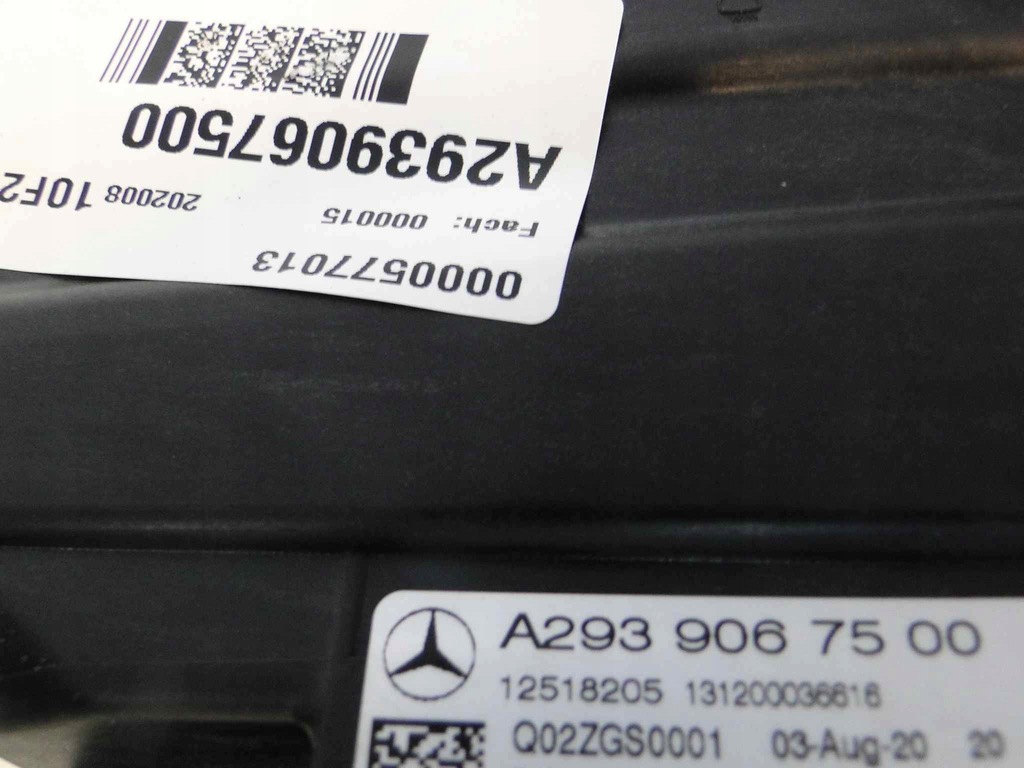 A2939067500
202008 10F2
Fach: 000015
0000577013
A293 906 75 00
12518205 131200036616
Q02ZGS0001 03-Aug-20 20